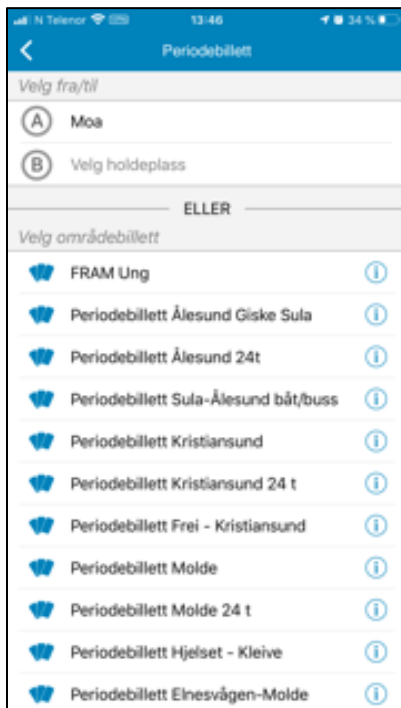 N Telenor 13:46 34 %
Periodebillett
Velg fra/til
A Moa
B Velg holdeplass
ELLER
Velg områdebillett
FRAM Ung
Periodebillett Ålesund Giske Sula
Periodebillett Ålesund 24t
Periodebillett Sula-Ålesund båt/buss
Periodebillett Kristiansund
Periodebillett Kristiansund 24 t
Periodebillett Frei - Kristiansund
Periodebillett Molde
Periodebillett Molde 24 t
Periodebillett Hjelset - Kleive
Periodebillett Elnesvågen-Molde